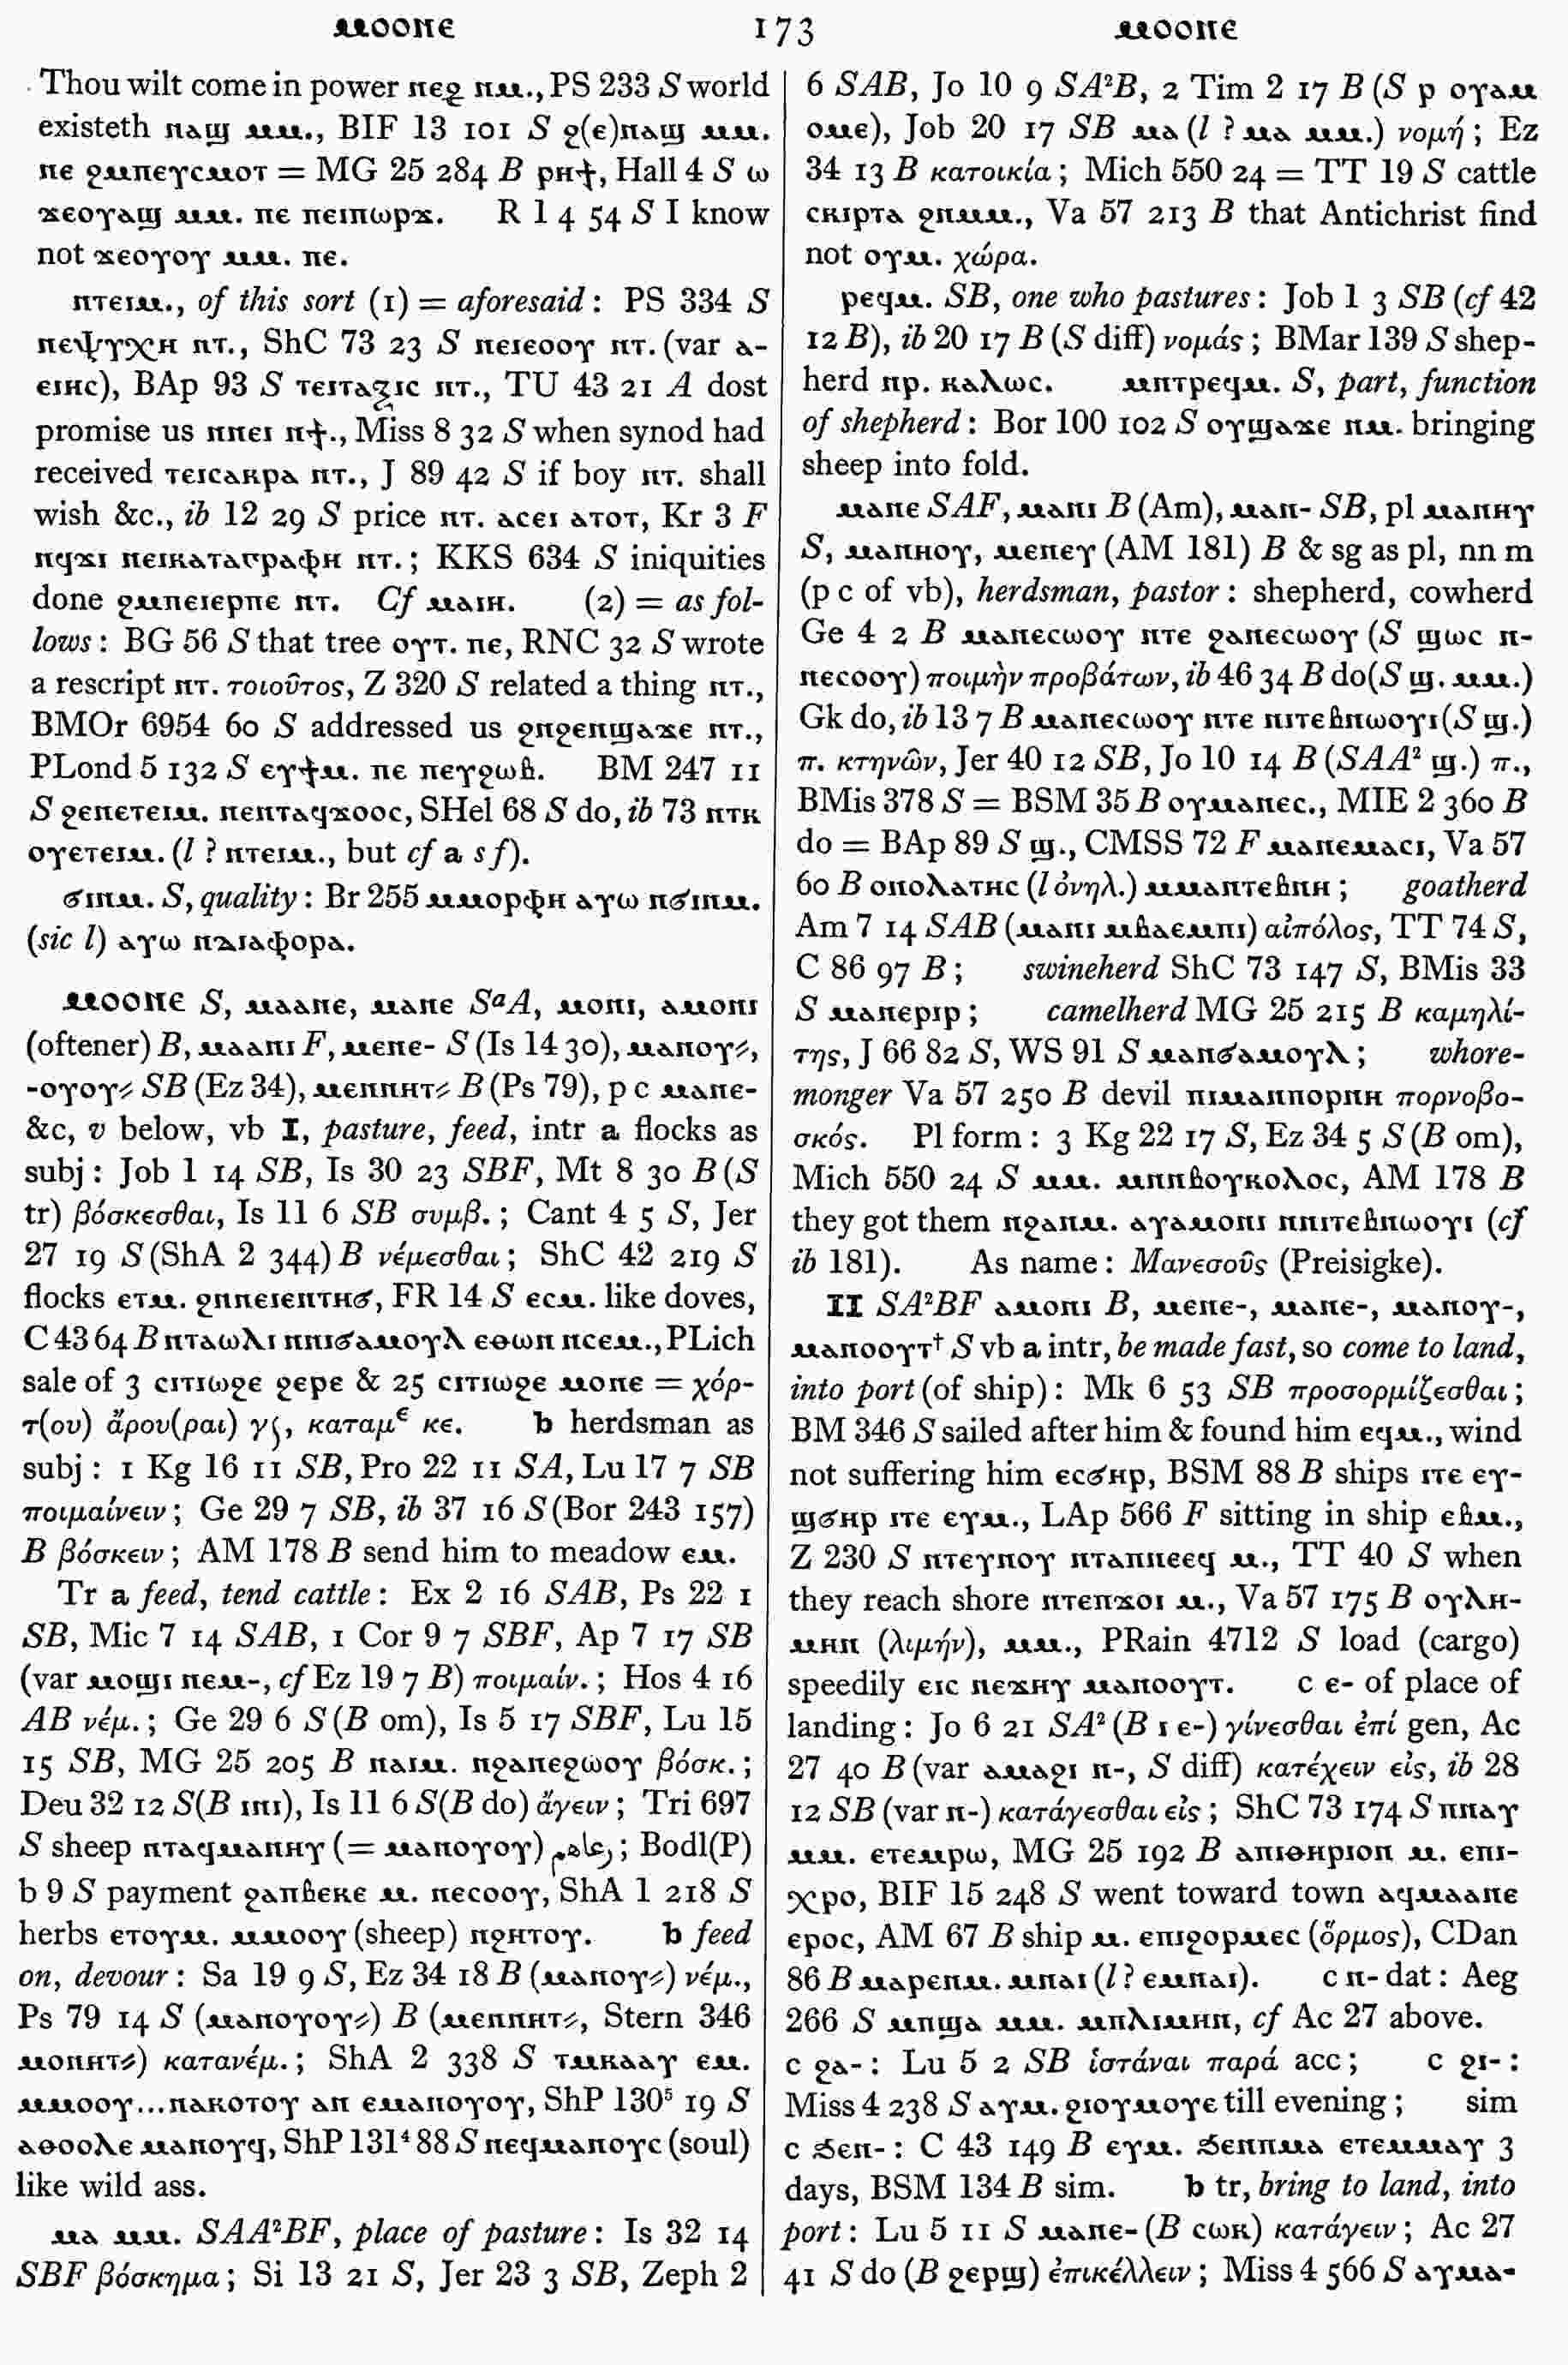 ⲙⲟⲟⲛⲉ 173 ⲙⲟⲟⲛⲉ
Thou wilt come in power ⲛⲉϩ ⲛⲙ., PS 233 S world
existeth ⲛⲁϣ ⲙⲙ., BIF 13 101 S ϩ(ⲉ)ⲛⲁϣ ⲙⲙ.
ⲛⲉ ϩⲙⲡⲉⲩⲥⲙⲟⲧ = MG 25 284 B ⲣⲏϯ, Hall 4 S ⲱ
ϫⲉⲟⲩⲁϣ ⲙⲙ. ⲡⲉ ⲡⲉⲓⲡⲱⲣϫ. R 1 4 54 S I know
not ϫⲉⲟⲩⲟⲩ ⲙⲙ. ⲡⲉ.
ⲛⲧⲉⲓⲙ., of this sort (1) = aforesaid: PS 334 S
ⲛⲉⲯⲩⲭⲏ ⲛⲧ., ShC 73 23 S ⲛⲉⲓⲉⲟⲟⲩ ⲛⲧ. (var ⲁ-
ⲉⲓⲏⲥ), BAp 93 S ⲧⲉⲓⲧⲁⲝⲓⲥ ⲛⲧ., TU 43 21 A dost
promise us ⲛⲛⲉⲓ ⲛϯ., Miss 8 32 S when synod had
received ⲧⲉⲓⲥⲁⲕⲣⲁ ⲛⲧ., J 89 42 S if boy ⲛⲧ. shall
wish &c., ib 12 29 S price ⲛⲧ. ⲁⲥⲉⲓ ⲁⲧⲟⲧ, Kr 3 F
ⲛϥϫⲓ ⲡⲉⲓⲕⲁⲧⲁⲅⲣⲁⲫⲏ ⲛⲧ.; KKS 634 S iniquities
done ϩⲙⲡⲉⲓⲉⲣⲡⲉ ⲛⲧ. Cf ⲙⲁⲓⲏ. (2) = as fol-
lows: BG 56 S that tree ⲟⲩⲧ. ⲡⲉ, RNC 32 S wrote
a rescript ⲛⲧ. τοιοῦτος, Z 320 S related a thing ⲛⲧ.,
BMOr 6954 60 S addressed us ϩⲛϩⲉⲛϣⲁϫⲉ ⲛⲧ.,
PLond 5 132 S ⲉⲩϯⲙ. ⲡⲉ ⲡⲉⲩϩⲱⲃ. BM 247 11
S ϩⲉⲛⲉⲧⲉⲓⲙ. ⲛⲉⲛⲧⲁϥϫⲟⲟⲥ, SHel 68 S do, ib 73 ⲛⲧⲕ
ⲟⲩⲉⲧⲉⲓⲙ. (l ? ⲛⲧⲉⲓⲙ., but cf a s f).
ϭⲓⲛⲙ. S, quality: Br 255 ⲙⲙⲟⲣⲫⲏ ⲁⲩⲱ ⲛϭⲓⲛⲙ.
(sic l) ⲁⲩⲱ ⲛⲇⲓⲁⲫⲟⲣⲁ.
ⲙⲟⲟⲛⲉ S, ⲙⲁⲁⲛⲉ, ⲙⲁⲛⲉ SᵃA, ⲙⲟⲛⲓ, ⲁⲙⲟⲛⲓ
(oftener) B, ⲙⲁⲁⲛⲓ F, ⲙⲉⲛⲉ- S (Is 14 30), ⲙⲁⲛⲟⲩ⸗,
-ⲟⲩⲟⲩ⸗ SB (Ez 34), ⲙⲉⲛⲛⲏⲧ⸗ B (Ps 79), p c ⲙⲁⲛⲉ-
&c, v below, vb I, pasture, feed, intr a flocks as
subj: Job 1 14 SB, Is 30 23 SBF, Mt 8 30 B (S
tr) βόσκεσθαι, Is 11 6 SB συμβ.; Cant 4 5 S, Jer
27 19 S (ShA 2 344) B νέμεσθαι; ShC 42 219 S
flocks ⲉⲧⲙ. ϩⲛⲛⲉⲓⲉⲛⲧⲏϭ, FR 14 S ⲉⲥⲙ. like doves,
C 43 64 B ⲛⲧⲁⲱⲗⲓ ⲛⲛⲓϭⲁⲙⲟⲩⲗ ⲉⲑⲱⲛ ⲛⲥⲉⲙ., PLich
sale of 3 ⲥⲓⲧⲓⲱϩⲉ ϩⲉⲣⲉ & 25 ⲥⲓⲧⲓⲱϩⲉ ⲙⲟⲛⲉ = χόρ-
τ(ου) ἄρου(ραι) γ⟨, καταμᵉ κε. b herdsman as
subj: 1 Kg 16 11 SB, Pro 22 11 SA, Lu 17 7 SB
ποιμαίνειν; Ge 29 7 SB, ib 37 16 S (Bor 243 157)
B βόσκειν; AM 178 B send him to meadow ⲉⲙ.
Tr a feed, tend cattle: Ex 2 16 SAB, Ps 22 1
SB, Mic 7 14 SAB, 1 Cor 9 7 SBF, Ap 7 17 SB
(var ⲙⲟϣⲓ ⲛⲉⲙ-, cf Ez 19 7 B) ποιμαίν.; Hos 4 16
AB νέμ.; Ge 29 6 S (B om), Is 5 17 SBF, Lu 15
15 SB, MG 25 205 B ⲛⲁⲓⲙ. ⲛϩⲁⲛⲉϩⲱⲟⲩ βόσκ.;
Deu 32 12 S (B ⲓⲛⲓ), Is 11 6 S (B do) ἄγειν; Tri 697
S sheep ⲛⲧⲁϥⲙⲁⲛⲏⲩ (= ⲙⲁⲛⲟⲩⲟⲩ) ; Bodl(P)
b 9 S payment ϩⲁⲡⲃⲉⲕⲉ ⲙ. ⲛⲉⲥⲟⲟⲩ, ShA 1 218 S
herbs ⲉⲧⲟⲩⲙ. ⲙⲙⲟⲟⲩ (sheep) ⲛϩⲏⲧⲟⲩ. b feed
on, devour: Sa 19 9 S, Ez 34 18 B (ⲙⲁⲛⲟⲩ⸗) νέμ.,
Ps 79 14 S (ⲙⲁⲛⲟⲩⲟⲩ⸗) B (ⲙⲉⲛⲛⲏⲧ⸗, Stern 346
ⲙⲟⲛⲏⲧ⸗) κατανέμ.; ShA 2 338 S ⲧⲙⲕⲁⲁⲩ ⲉⲙ.
ⲙⲙⲟⲟⲩ...ⲛⲁⲕⲟⲧⲟⲩ ⲁⲛ ⲉⲙⲁⲛⲟⲩⲟⲩ, ShP 130⁵ 19 S
ⲁⲑⲟⲟⲗⲉ ⲙⲁⲛⲟⲩϥ, ShP 131⁴ 88 S ⲛⲉϥⲙⲁⲛⲟⲩⲥ (soul)
like wild ass.
ⲙⲁ ⲙⲙ. SAA²BF, place of pasture: Is 32 14
SBF βόσκημα; Si 13 21 S, Jer 23 3 SB, Zeph 2
6 SAB, Jo 10 9 SA²B, 2 Tim 2 17 B (S ⲣ ⲟⲩⲁⲙ
ⲟⲙⲉ), Job 20 17 SB ⲙⲁ (l ? ⲙⲁ ⲙⲙ.) νομή; Ez
34 13 B κατοικία; Mich 550 24 = TT 19 S cattle
ⲥⲕⲓⲣⲧⲁ ϩⲛⲙⲙ., Va 57 213 B that Antichrist find
not ⲟⲩⲙ. χώρα.
ⲣⲉϥⲙ. SB, one who pastures: Job 1 3 SB (cf 42
12 B), ib 20 17 B (S diff) νομάς; BMar 139 S shep-
herd ⲛⲣ. ⲕⲁⲗⲱⲥ. ⲙⲛⲧⲣⲉϥⲙ. S, part, function
of shepherd: Bor 100 102 S ⲟⲩϣⲁϫⲉ ⲛⲙ. bringing
sheep into fold.
ⲙⲁⲛⲉ SAF, ⲙⲁⲛⲓ B (Am), ⲙⲁⲛ- SB, pl ⲙⲁⲛⲏⲩ
S, ⲙⲁⲛⲏⲟⲩ, ⲙⲉⲛⲉⲩ (AM 181) B & sg as pl, nn m
(p c of vb), herdsman, pastor: shepherd, cowherd
Ge 4 2 B ⲙⲁⲛⲉⲥⲱⲟⲩ ⲛⲧⲉ ϩⲁⲛⲉⲥⲱⲟⲩ (S ϣⲱⲥ ⲛ-
ⲛⲉⲥⲟⲟⲩ) ποιμὴν προβάτων, ib 46 34 B do (S ϣ. ⲙⲙ.)
Gk do, ib 13 7 B ⲙⲁⲛⲉⲥⲱⲟⲩ ⲛⲧⲉ ⲛⲓⲧⲉⲃⲛⲱⲟⲩⲓ (S ϣ.)
π. κτηνῶν, Jer 40 12 SB, Jo 10 14 B (SAA² ϣ.) π.,
BMis 378 S = BSM 35 B ⲟⲩⲙⲁⲛⲉⲥ., MIE 2 360 B
do = BAp 89 S ϣ., CMSS 72 F ⲙⲁⲛⲉⲙⲁⲥⲓ, Va 57
60 B ⲟⲛⲟⲗⲁⲧⲏⲥ (l ὀνηλ.) ⲙⲙⲁⲛⲧⲉⲃⲛⲏ; goatherd
Am 7 14 SAB (ⲙⲁⲛⲓ ⲙⲃⲁⲉⲙⲡⲓ) αἰπόλος, TT 74 S,
C 86 97 B; swineherd ShC 73 147 S, BMis 33
S ⲙⲁⲛⲉⲣⲓⲣ; camelherd MG 25 215 B καμηλί-
της, J 66 82 S, WS 91 S ⲙⲁⲛϭⲁⲙⲟⲩⲗ; whore-
monger Va 57 250 B devil ⲡⲓⲙⲁⲛⲡⲟⲣⲛⲏ πορνοβο-
σκός. Pl form: 3 Kg 22 17 S, Ez 34 5 S (B om),
Mich 550 24 S ⲙⲙ. ⲙⲛⲛⲃⲟⲩⲕⲟⲗⲟⲥ, AM 178 B
they got them ⲛϩⲁⲛⲙ. ⲁⲩⲁⲙⲟⲛⲓ ⲛⲛⲓⲧⲉⲃⲛⲱⲟⲩⲓ (cf
ib 181). As name: Μανεσοῦς (Preisigke).
II SA²BF ⲁⲙⲟⲛⲓ B, ⲙⲉⲛⲉ-, ⲙⲁⲛⲉ-, ⲙⲁⲛⲟⲩ-,
ⲙⲁⲛⲟⲟⲩⲧ† S vb a intr, be made fast, so come to land,
into port (of ship): Mk 6 53 SB προσορμίζεσθαι;
BM 346 S sailed after him & found him ⲉϥⲙ., wind
not suffering him ⲉⲥϭⲏⲣ, BSM 88 B ships ⲓⲧⲉ ⲉⲩ-
ϣϭⲏⲣ ⲓⲧⲉ ⲉⲩⲙ., LAp 566 F sitting in ship ⲉⲃⲙ.,
Z 230 S ⲛⲧⲉⲩⲛⲟⲩ ⲛⲧⲁⲛⲛⲉⲉϥ ⲙ., TT 40 S when
they reach shore ⲛⲧⲉⲡϫⲟⲓ ⲙ., Va 57 175 B ⲟⲩⲗⲏ-
ⲙⲏⲛ (λιμήν), ⲙⲙ., PRain 4712 S load (cargo)
speedily ⲉⲓⲥ ⲛⲉϫⲏⲩ ⲙⲁⲛⲟⲟⲩⲧ. c ⲉ- of place of
landing: Jo 6 21 SA² (B ⲓ ⲉ-) γίνεσθαι ἐπί gen, Ac
27 40 B (var ⲁⲙⲁϩⲓ ⲛ-, S diff) κατέχειν εἰς, ib 28
12 SB (var ⲛ-) κατάγεσθαι εἰς; ShC 73 174 S ⲛⲛⲁⲩ
ⲙⲙ. ⲉⲧⲉⲙⲣⲱ, MG 25 192 B ⲁⲡⲓⲑⲏⲣⲓⲟⲛ ⲙ. ⲉⲡⲓ-
ⲭⲣⲟ, BIF 15 248 S went toward town ⲁϥⲙⲁⲁⲛⲉ
ⲉⲣⲟⲥ, AM 67 B ship ⲙ. ⲉⲡⲓϩⲟⲣⲙⲉⲥ (ὅρμος), CDan
86 B ⲙⲁⲣⲉⲛⲙ. ⲙⲡⲁⲓ (l ? ⲉⲙⲡⲁⲓ). c ⲛ- dat: Aeg
266 S ⲙⲡϣⲁ ⲙⲙ. ⲙⲡⲗⲓⲙⲏⲛ, cf Ac 27 above.
c ϩⲁ-: Lu 5 2 SB ἱστάναι παρά acc; c ϩⲓ-:
Miss 4 238 S ⲁⲩⲙ. ϩⲓⲟⲩⲙⲟⲩⲉ till evening; sim
c ϧⲉⲛ-: C 43 149 B ⲉⲩⲙ. ϧⲉⲛⲡⲙⲁ ⲉⲧⲉⲙⲙⲁⲩ 3
days, BSM 134 B sim. b tr, bring to land, into
port: Lu 5 11 S ⲙⲁⲛⲉ- (B ⲥⲱⲕ) κατάγειν; Ac 27
41 S do (B ϩⲉⲣϣ) ἐπικέλλειν; Miss 4 566 S ⲁⲩⲙⲁ-